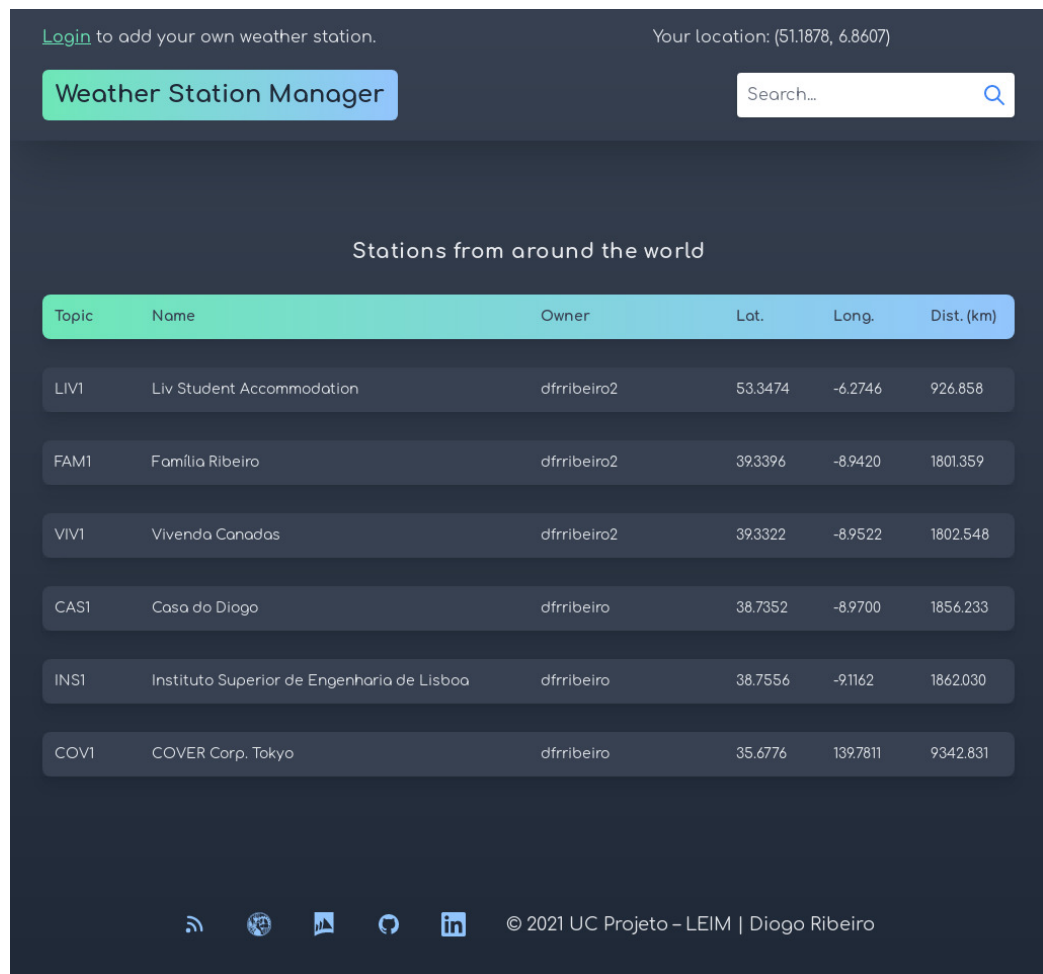 Login to add your own weather station. Your location: (51.1878, 6.8607)
Weather Station Manager Search...
Stations from around the world
Topic Name Owner Lat. Long. Dist. (km)
LIV1 Liv Student Accommodation dfrribeiro2 53.3474 -6.2746 926.858
FAM1 Família Ribeiro dfrribeiro2 39.3396 -8.9420 1801.359
VIV1 Vivenda Canadas dfrribeiro2 39.3322 -8.9522 1802.548
CAS1 Casa do Diogo dfrribeiro 38.7352 -8.9700 1856.233
INS1 Instituto Superior de Engenharia de Lisboa dfrribeiro 38.7556 -9.1162 1862.030
COV1 COVER Corp. Tokyo dfrribeiro 35.6776 139.7811 9342.831
in © 2021 UC Projeto – LEIM | Diogo Ribeiro